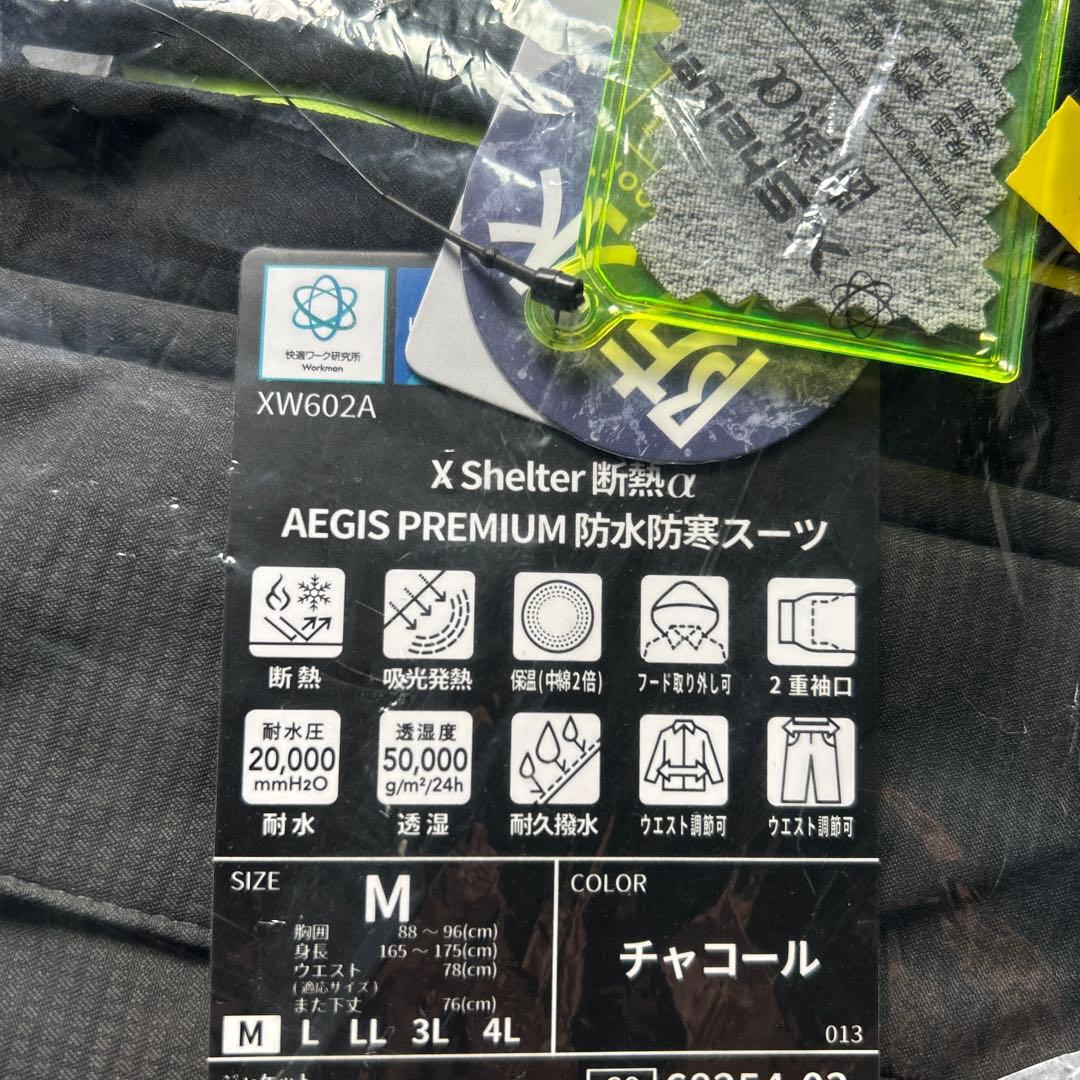 X Shelter
断熱α
防水
快適ワーク研究所
Workman
XW602A
X Shelter 断熱α
AEGIS PREMIUM 防水防寒スーツ
断熱
吸光発熱
保温(中綿2倍)
フード取り外し可
2重袖口
耐水圧
20,000
mmH2O
耐水
透湿度
50,000
g/m²/24h
透湿
耐久撥水
ウエスト調節可
ウエスト調節可
SIZE
M
胸囲 88～96(cm)
身長 165～175(cm)
ウエスト 78(cm)
(適応サイズ)
また下丈 76(cm)
M L LL 3L 4L
COLOR
チャコール
013